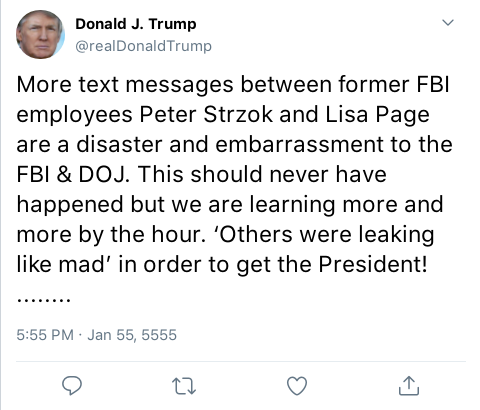 Donald J. Trump
@realDonaldTrump
More text messages between former FBI
employees Peter Strzok and Lisa Page
are a disaster and embarrassment to the
FBI & DOJ. This should never have
happened but we are learning more and
more by the hour. ‘Others were leaking
like mad’ in order to get the President!
........
5:55 PM · Jan 55, 5555